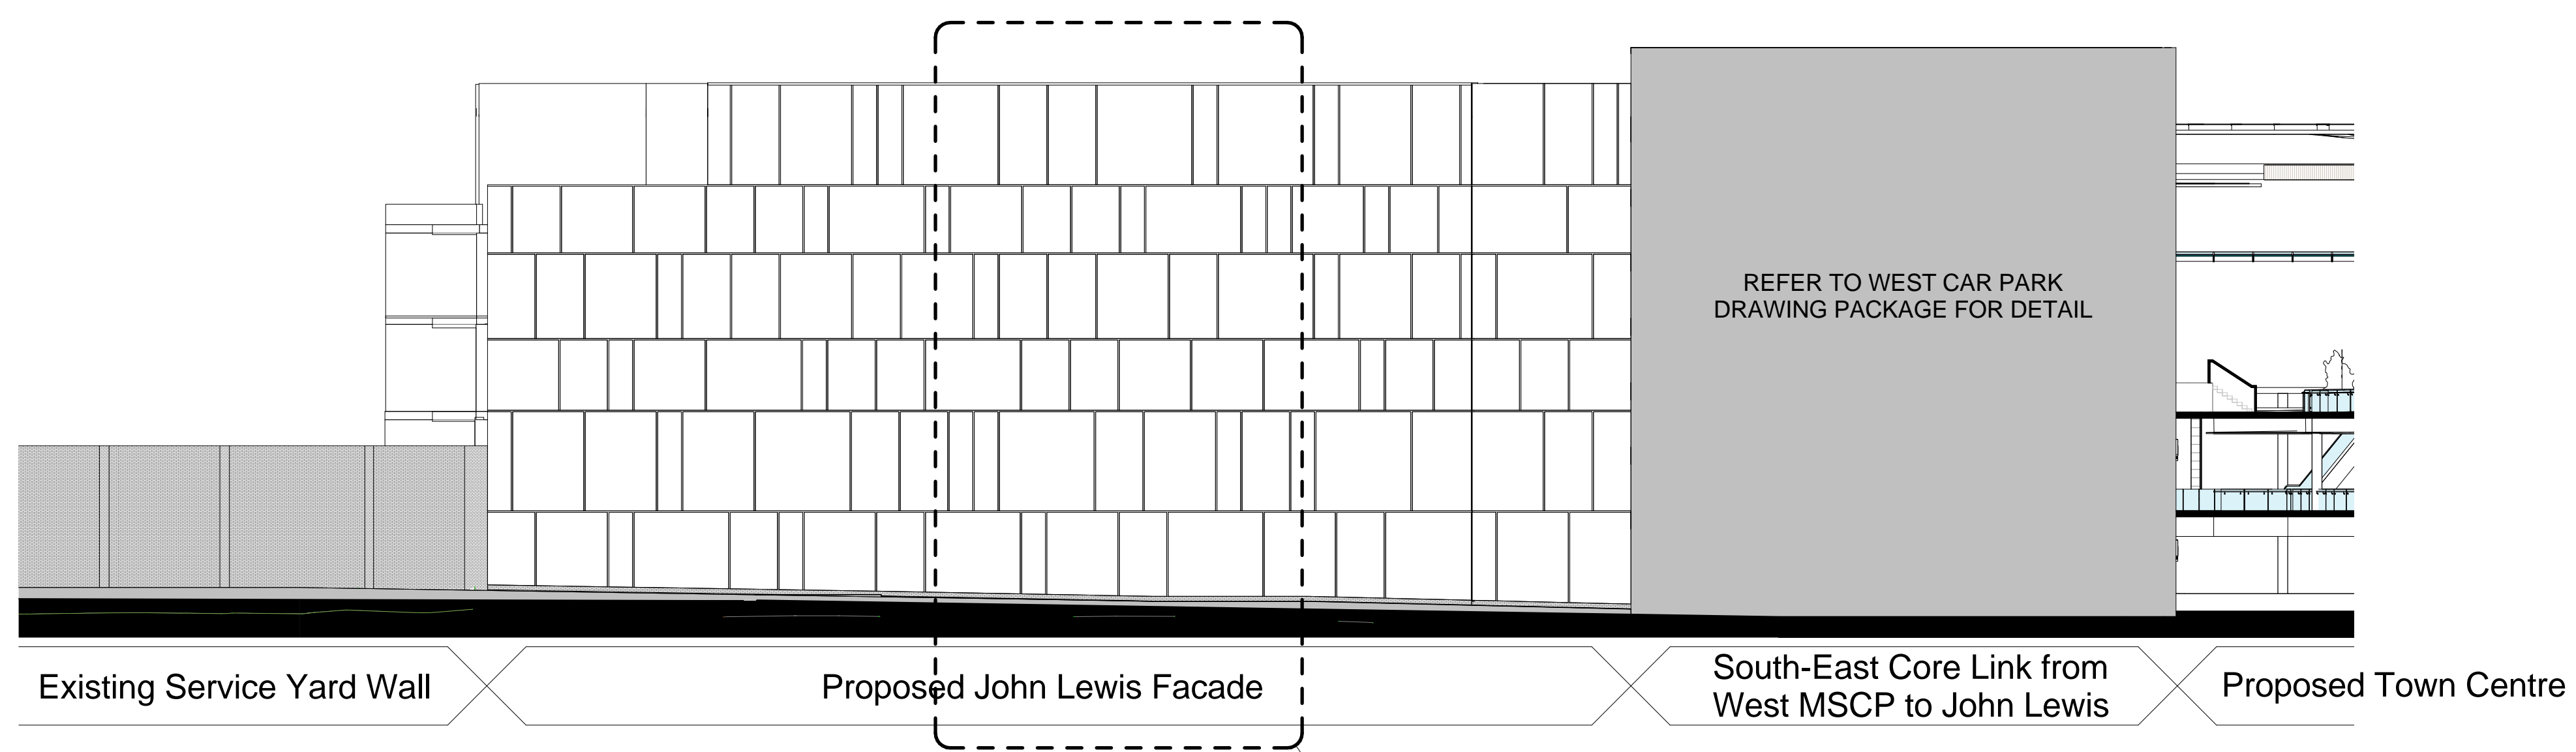 REFER TO WEST CAR PARK
DRAWING PACKAGE FOR DETAIL
Existing Service Yard Wall
Proposed John Lewis Facade
South-East Core Link from
West MSCP to John Lewis
Proposed Town Centre